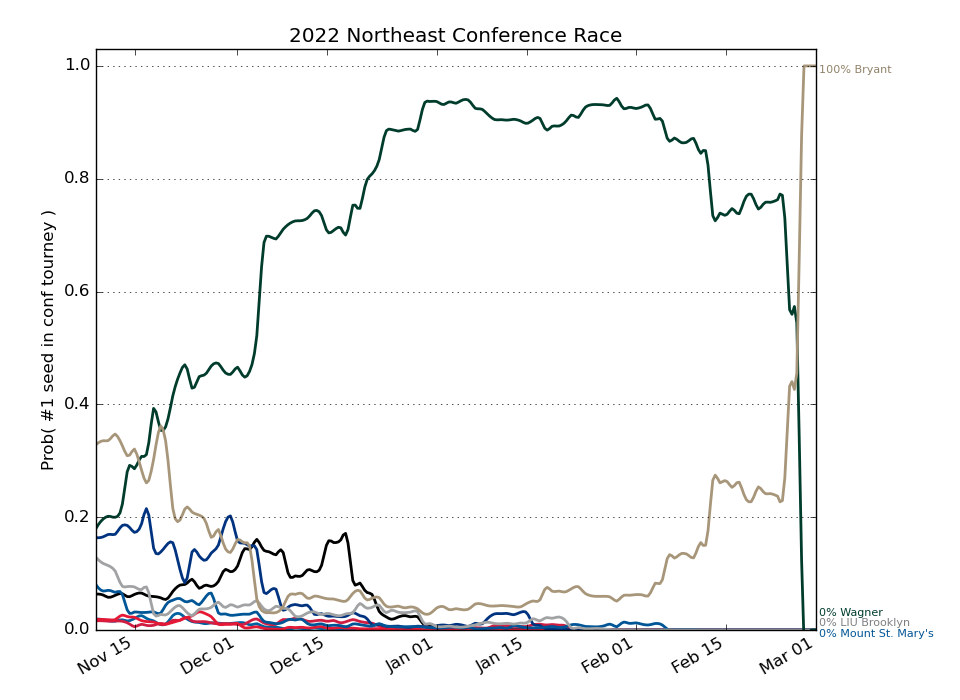 2022 Northeast Conference Race
Prob( #1 seed in conf tourney )
1.0
0.8
0.6
0.4
0.2
0.0
Nov 15
Dec 01
Dec 15
Jan 01
Jan 15
Feb 01
Feb 15
Mar 01
100% Bryant
0% Wagner
0% LIU Brooklyn
0% Mount St. Mary's